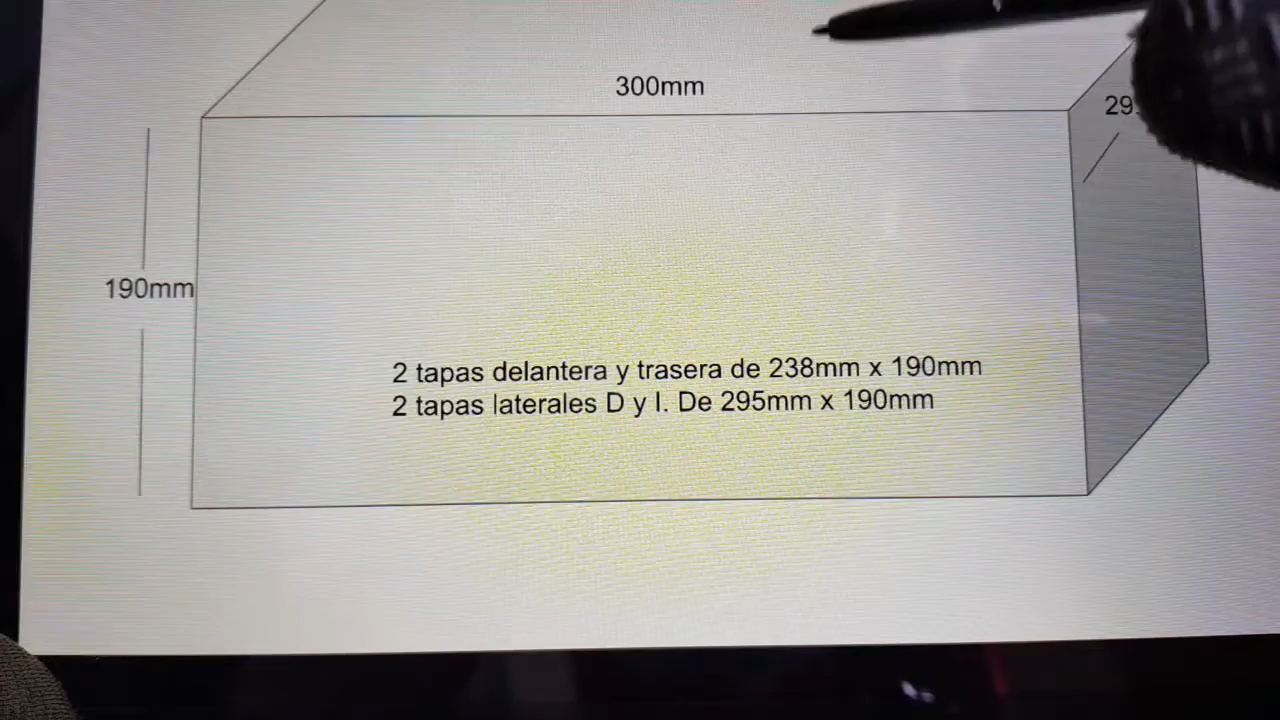 300mm
190mm
2 tapas delantera y trasera de 238mm x 190mm
2 tapas laterales D y I. De 295mm x 190mm